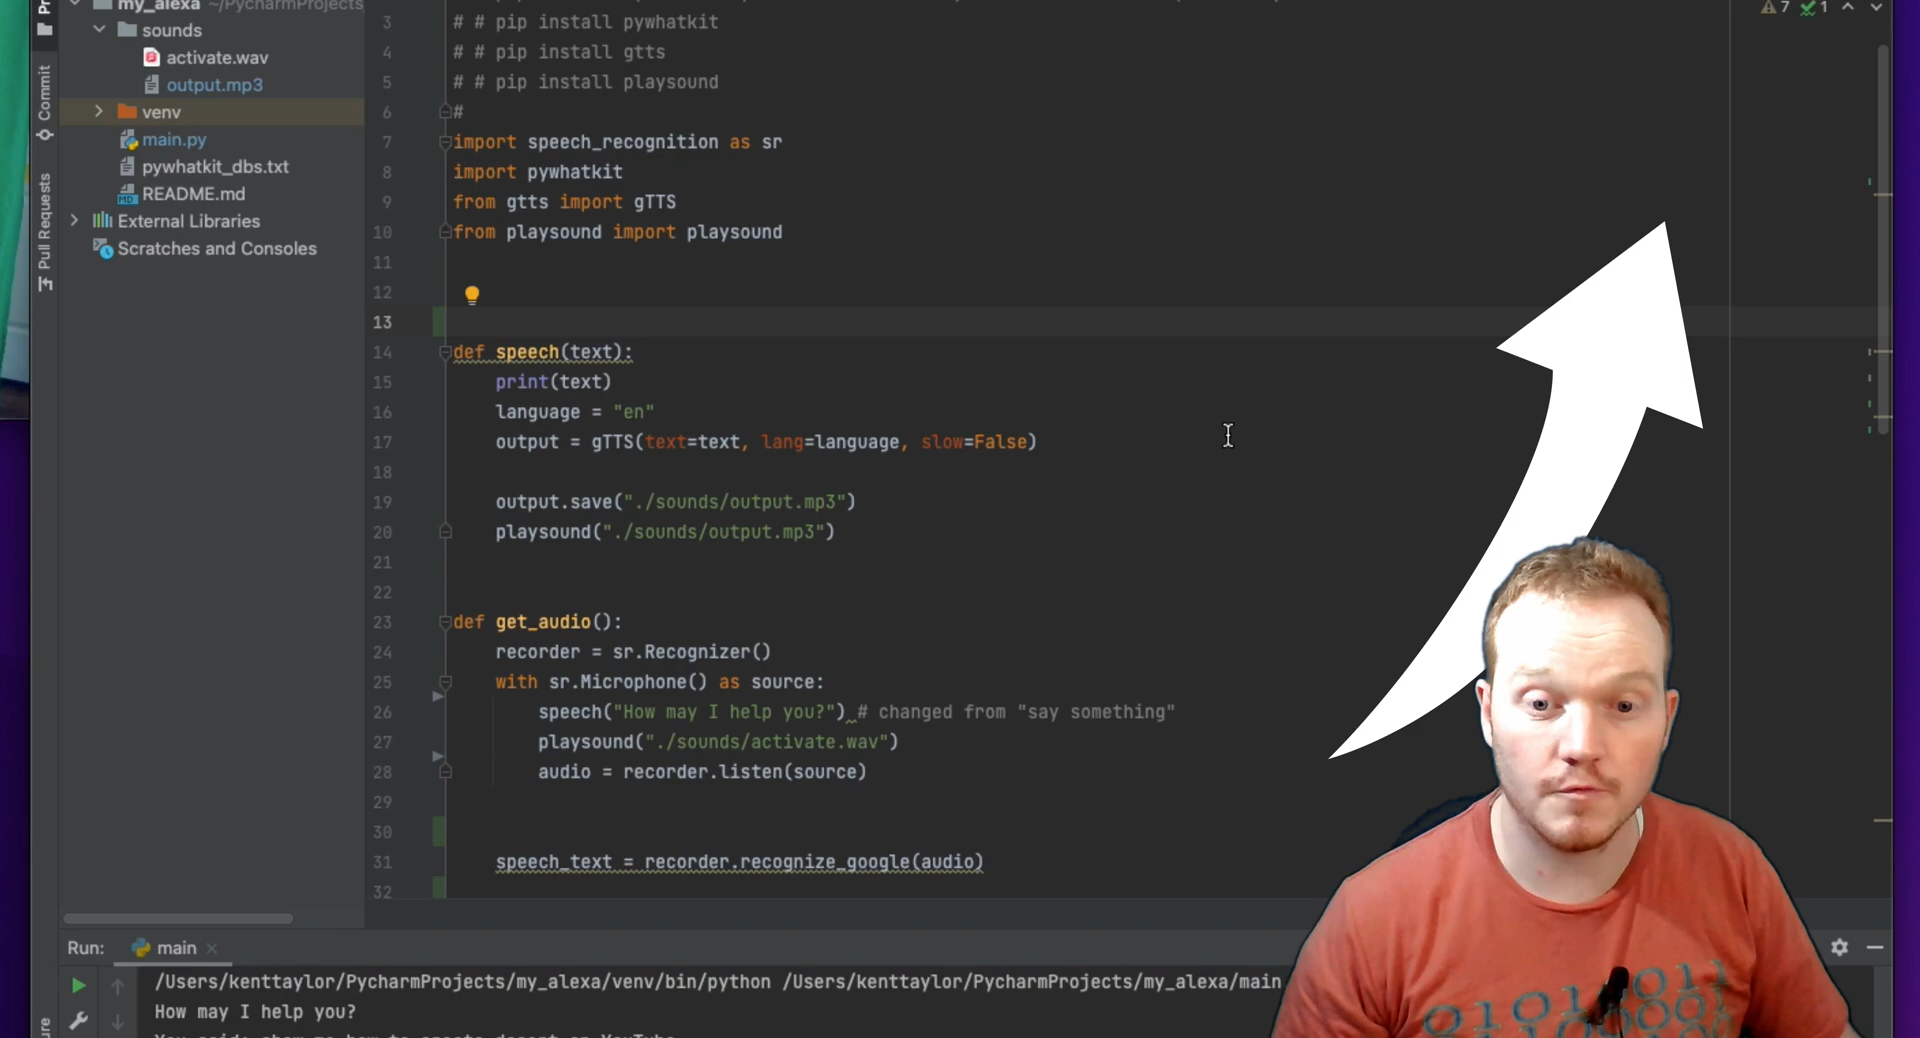 my_alexa ~/PycharmProjects
sounds
activate.wav
output.mp3
venv
main.py
pywhatkit_dbs.txt
README.md
External Libraries
Scratches and Consoles
Commit
Pull Requests
7 1
3 # # pip install pywhatkit
4 # # pip install gtts
5 # # pip install playsound
6 #
7 import speech_recognition as sr
8 import pywhatkit
9 from gtts import gTTS
10 from playsound import playsound
11
12
13
14 def speech(text):
15 print(text)
16 language = "en"
17 output = gTTS(text=text, lang=language, slow=False)
18
19 output.save("./sounds/output.mp3")
20 playsound("./sounds/output.mp3")
21
22
23 def get_audio():
24 recorder = sr.Recognizer()
25 with sr.Microphone() as source:
26 speech("How may I help you?") # changed from "say something"
27 playsound("./sounds/activate.wav")
28 audio = recorder.listen(source)
29
30
31 speech_text = recorder.recognize_google(audio)
32
Run: main
/Users/kenttaylor/PycharmProjects/my_alexa/venv/bin/python /Users/kenttaylor/PycharmProjects/my_alexa/main
How may I help you?